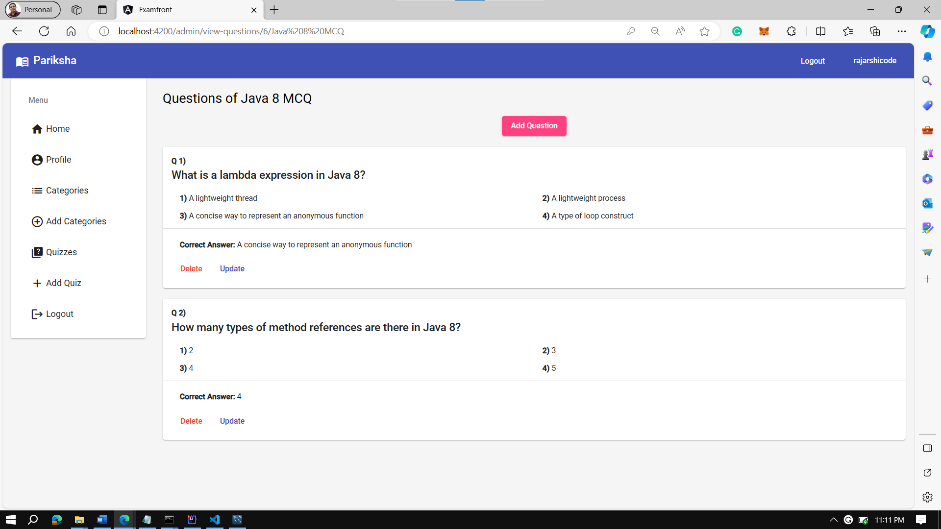 Personal
Examfront
localhost:4200/admin/view-questions/6/Java%208%20MCQ
Pariksha
Logout
rajarshicode
Menu
Home
Profile
Categories
Add Categories
Quizzes
Add Quiz
Logout
Questions of Java 8 MCQ
Add Question
Q 1)
What is a lambda expression in Java 8?
1) A lightweight thread
2) A lightweight process
3) A concise way to represent an anonymous function
4) A type of loop construct
Correct Answer: A concise way to represent an anonymous function
Delete Update
Q 2)
How many types of method references are there in Java 8?
1) 2
2) 3
3) 4
4) 5
Correct Answer: 4
Delete Update
11:11 PM